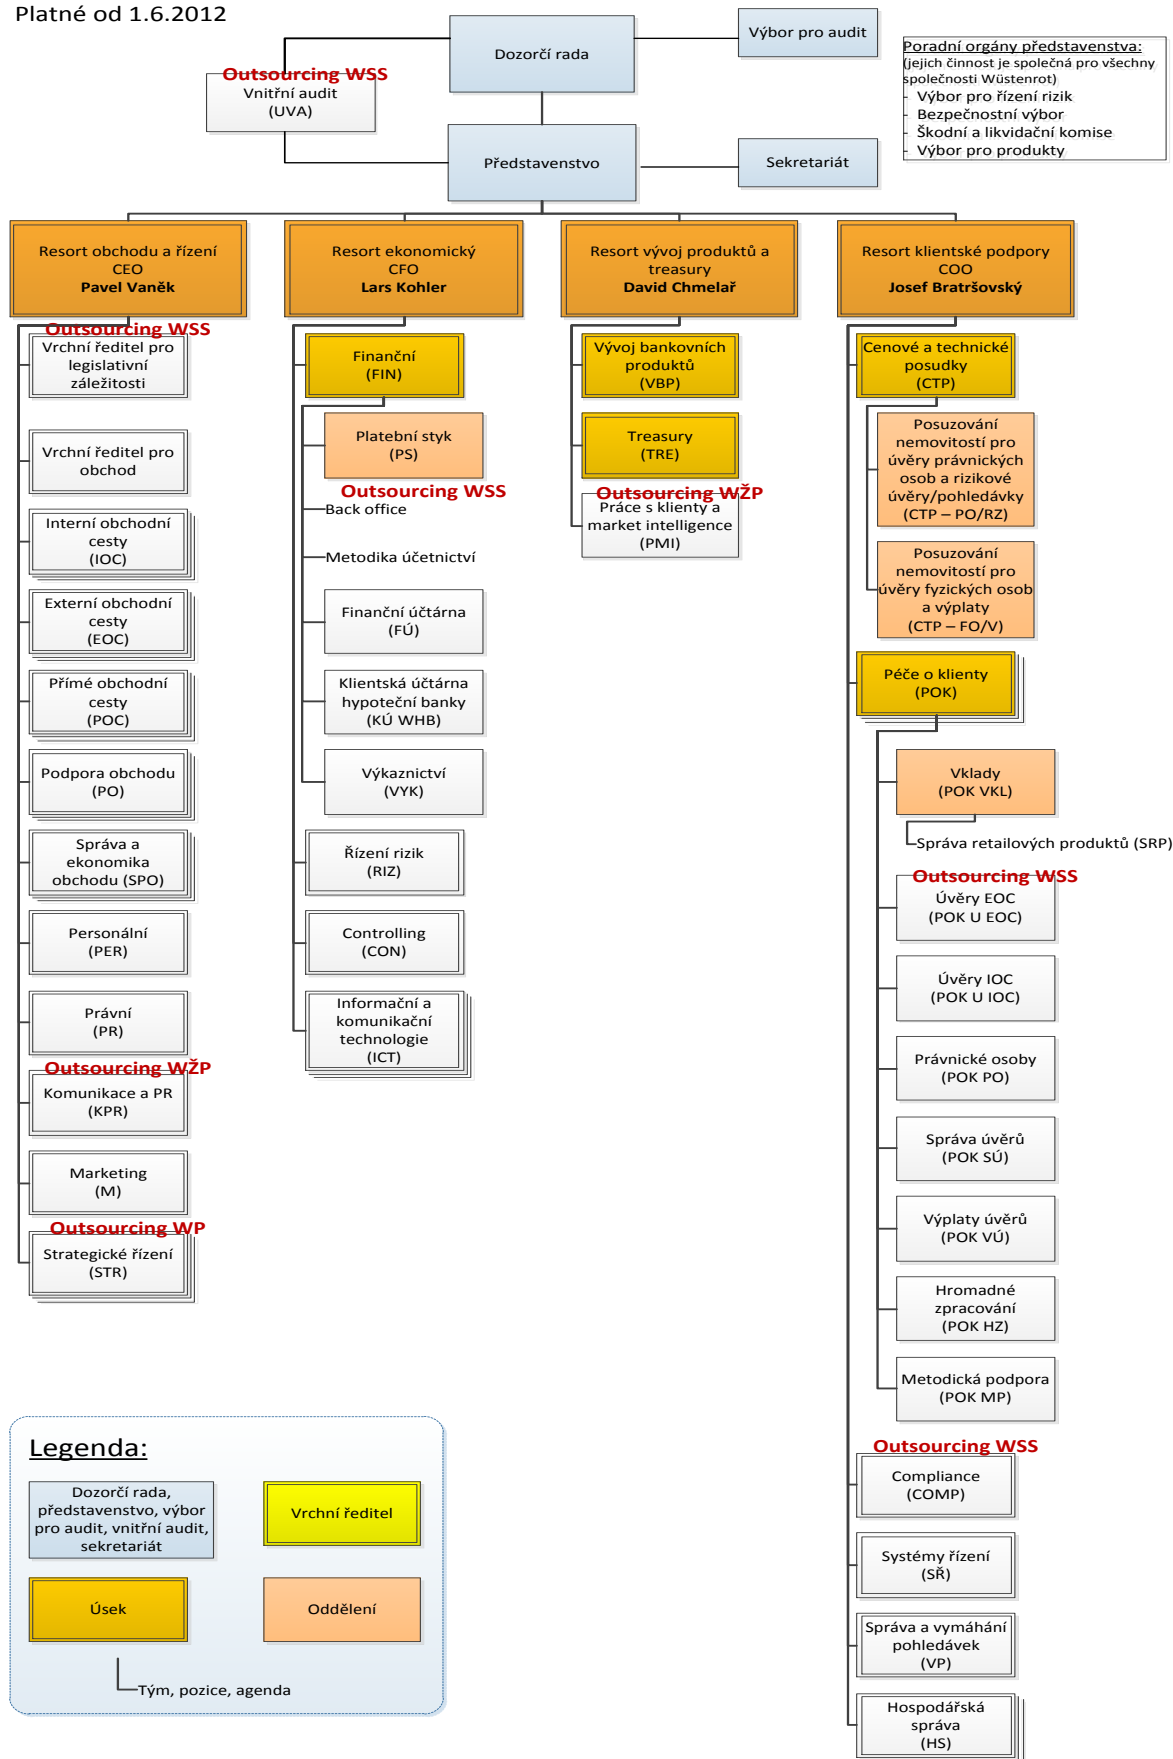 Platné od 1.6.2012
Dozorčí rada
Výbor pro audit
Outsourcing WSS
Vnitřní audit
(UVA)
Představenstvo
Sekretariát
Poradní orgány představenstva:
(jejich činnost je společná pro všechny
společnosti Wüstenrot)
- Výbor pro řízení rizik
- Bezpečnostní výbor
- Škodní a likvidační komise
- Výbor pro produkty
Resort obchodu a řízení
CEO
Pavel Vaněk
Outsourcing WSS
Vrchní ředitel pro
legislativní
záležitosti
Vrchní ředitel pro
obchod
Interní obchodní
cesty
(IOC)
Externí obchodní
cesty
(EOC)
Přímé obchodní
cesty
(POC)
Podpora obchodu
(PO)
Správa a
ekonomika
obchodu (SPO)
Personální
(PER)
Právní
(PR)
Outsourcing WŽP
Komunikace a PR
(KPR)
Marketing
(M)
Outsourcing WP
Strategické řízení
(STR)
Resort ekonomický
CFO
Lars Kohler
Finanční
(FIN)
Platební styk
(PS)
Outsourcing WSS
Back office
Metodika účetnictví
Finanční účtárna
(FÚ)
Klientská účtárna
hypoteční banky
(KÚ WHB)
Výkaznictví
(VYK)
Řízení rizik
(RIZ)
Controlling
(CON)
Informační a
komunikační
technologie
(ICT)
Resort vývoj produktů a
treasury
David Chmelař
Vývoj bankovních
produktů
(VBP)
Treasury
(TRE)
Outsourcing WŽP
Práce s klienty a
market intelligence
(PMI)
Resort klientské podpory
COO
Josef Bratršovský
Cenové a technické
posudky
(CTP)
Posuzování
nemovitostí pro
úvěry právnických
osob a rizikové
úvěry/pohledávky
(CTP – PO/RZ)
Posuzování
nemovitostí pro
úvěry fyzických osob
a výplaty
(CTP – FO/V)
Péče o klienty
(POK)
Vklady
(POK VKL)
Správa retailových produktů (SRP)
Outsourcing WSS
Úvěry EOC
(POK U EOC)
Úvěry IOC
(POK U IOC)
Právnické osoby
(POK PO)
Správa úvěrů
(POK SÚ)
Výplaty úvěrů
(POK VÚ)
Hromadné
zpracování
(POK HZ)
Metodická podpora
(POK MP)
Outsourcing WSS
Compliance
(COMP)
Systémy řízení
(SŘ)
Správa a vymáhání
pohledávek
(VP)
Hospodářská
správa
(HS)
Legenda:
Dozorčí rada,
představenstvo, výbor
pro audit, vnitřní audit,
sekretariát
Vrchní ředitel
Úsek
Oddělení
Tým, pozice, agenda